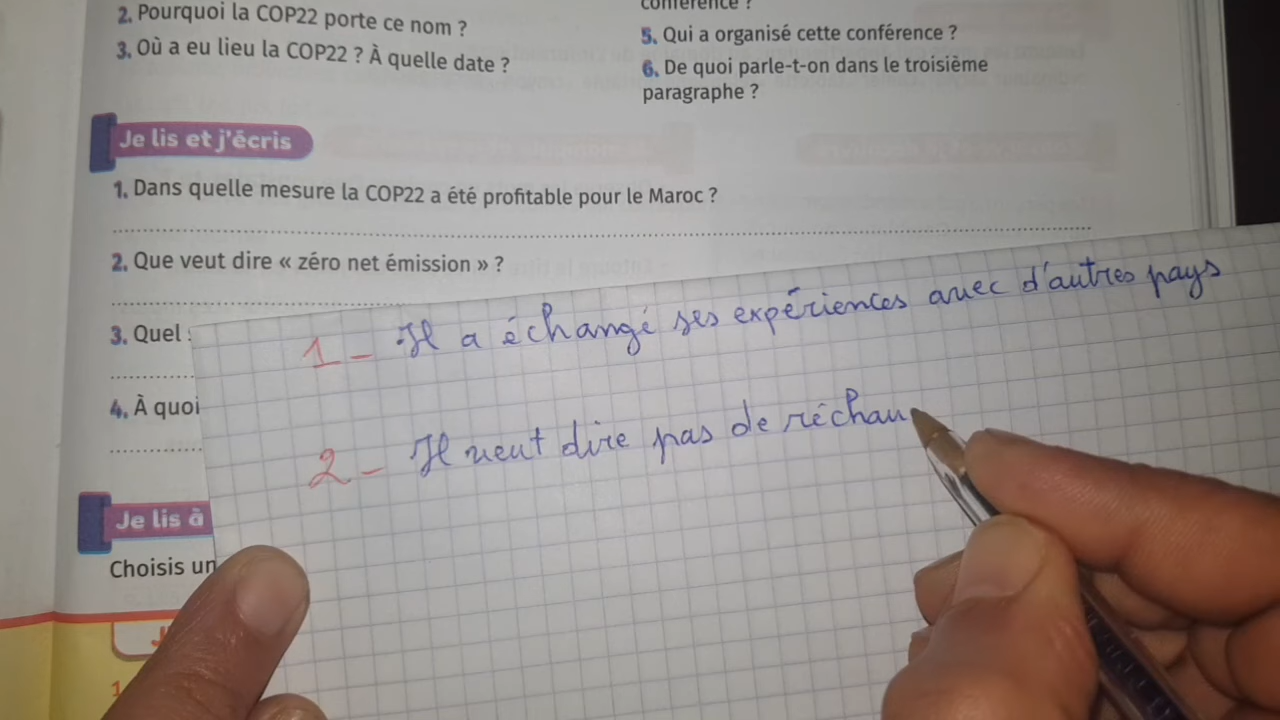 2. Pourquoi la COP22 porte ce nom ?
3. Où a eu lieu la COP22 ? À quelle date ?
conférence ?
5. Qui a organisé cette conférence ?
6. De quoi parle-t-on dans le troisième
paragraphe ?
Je lis et j'écris
1. Dans quelle mesure la COP22 a été profitable pour le Maroc ?
2. Que veut dire « zéro net émission » ?
3. Quel
4. À quoi
1 - Il a échangé ses expériences avec d'autres pays
2 - Il veut dire pas de réchau
Je lis à
Choisis un
1